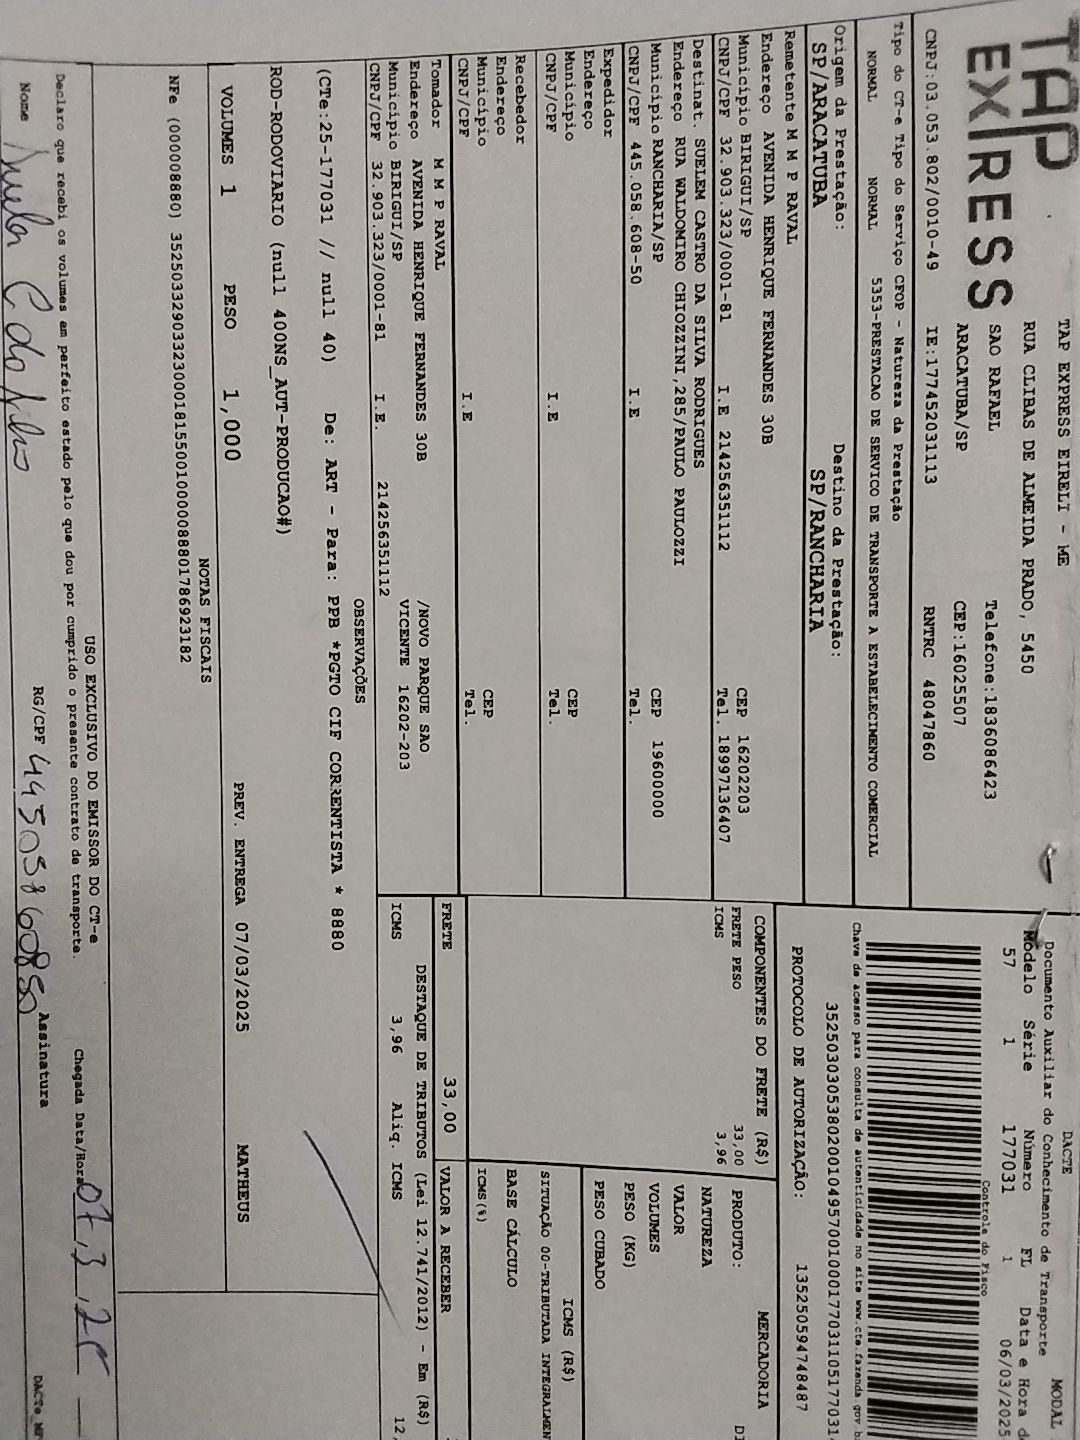 TAP
EXPRESS
TAP EXPRESS EIRELI - ME
RUA CLIBAS DE ALMEIDA PRADO, 5450
SAO RAFAEL
Telefone:1836086423
ARACATUBA/SP
CEP:16025507
CNPJ:03.053.802/0010-49 IE:177452031113 RNTRC 48047860
DACTE
Documento Auxiliar do Conhecimento de Transporte
MODAL
Modelo Série Número FL Data e Hora de
57 1 177031 1 06/03/2025
Controle do Fisco
Tipo do CT-e Tipo do Serviço CFOP - Natureza da Prestação
NORMAL NORMAL 5353-PRESTACAO DE SERVICO DE TRANSPORTE A ESTABELECIMENTO COMERCIAL
Chave de acesso para consulta de autenticidade no site www.cte.fazenda.gov.b
Origem da Prestação: Destino da Prestação:
SP/ARACATUBA SP/RANCHARIA
PROTOCOLO DE AUTORIZAÇÃO: 135250594748487
Remetente M M P RAVAL
Endereço AVENIDA HENRIQUE FERNANDES 30B
Município BIRIGUI/SP CEP 16202203
CNPJ/CPF 32.903.323/0001-81 I.E 214256351112 Tel. 18997136407
Destinat. SUELEM CASTRO DA SILVA RODRIGUES
Endereço RUA WALDOMIRO CHIOZZINI,285/PAULO PAULOZZI
Município RANCHARIA/SP CEP 19600000
CNPJ/CPF 445.058.608-50 I.E Tel.
Expedidor
Endereço
Município CEP
CNPJ/CPF I.E Tel.
Recebedor
Endereço
Município CEP
CNPJ/CPF I.E Tel.
Tomador M M P RAVAL
Endereço AVENIDA HENRIQUE FERNANDES 30B /NOVO PARQUE SAO
Município BIRIGUI/SP VICENTE 16202-203
CNPJ/CPF 32.903.323/0001-81 I.E. 214256351112
COMPONENTES DO FRETE (R$)
FRETE PESO 33,00
ICMS 3,96
MERCADORIA
PRODUTO: DI
NATUREZA
VALOR
VOLUMES
PESO (KG)
PESO CUBADO
ICMS (R$)
SITUAÇÃO 00-TRIBUTADA INTEGRALMEN
BASE CÁLCULO
ICMS(%)
FRETE 33,00 VALOR A RECEBER
DESTAQUE DE TRIBUTOS (Lei 12.741/2012) - Em (R$)
ICMS 3,96 Aliq. ICMS 12,
OBSERVAÇÕES
(CTe:25-177031 // null 40) De: ART - Para: PPB *PGTO CIF CORRENTISTA * 8880
ROD-RODOVIARIO (null 400NS_AUT-PRODUCAO#)
VOLUMES 1 PESO 1,000 PREV. ENTREGA 07/03/2025 MATHEUS
NOTAS FISCAIS
NFe (000008880) 35250332903323000181550010000088801786923182
USO EXCLUSIVO DO EMISSOR DO CT-e
Declaro que recebi os volumes em perfeito estado pelo que dou por cumprido o presente contrato de transporte.
Chegada Data/Hora 07.3.25
Nome RG/CPF 44505860850 Assinatura
DACTe